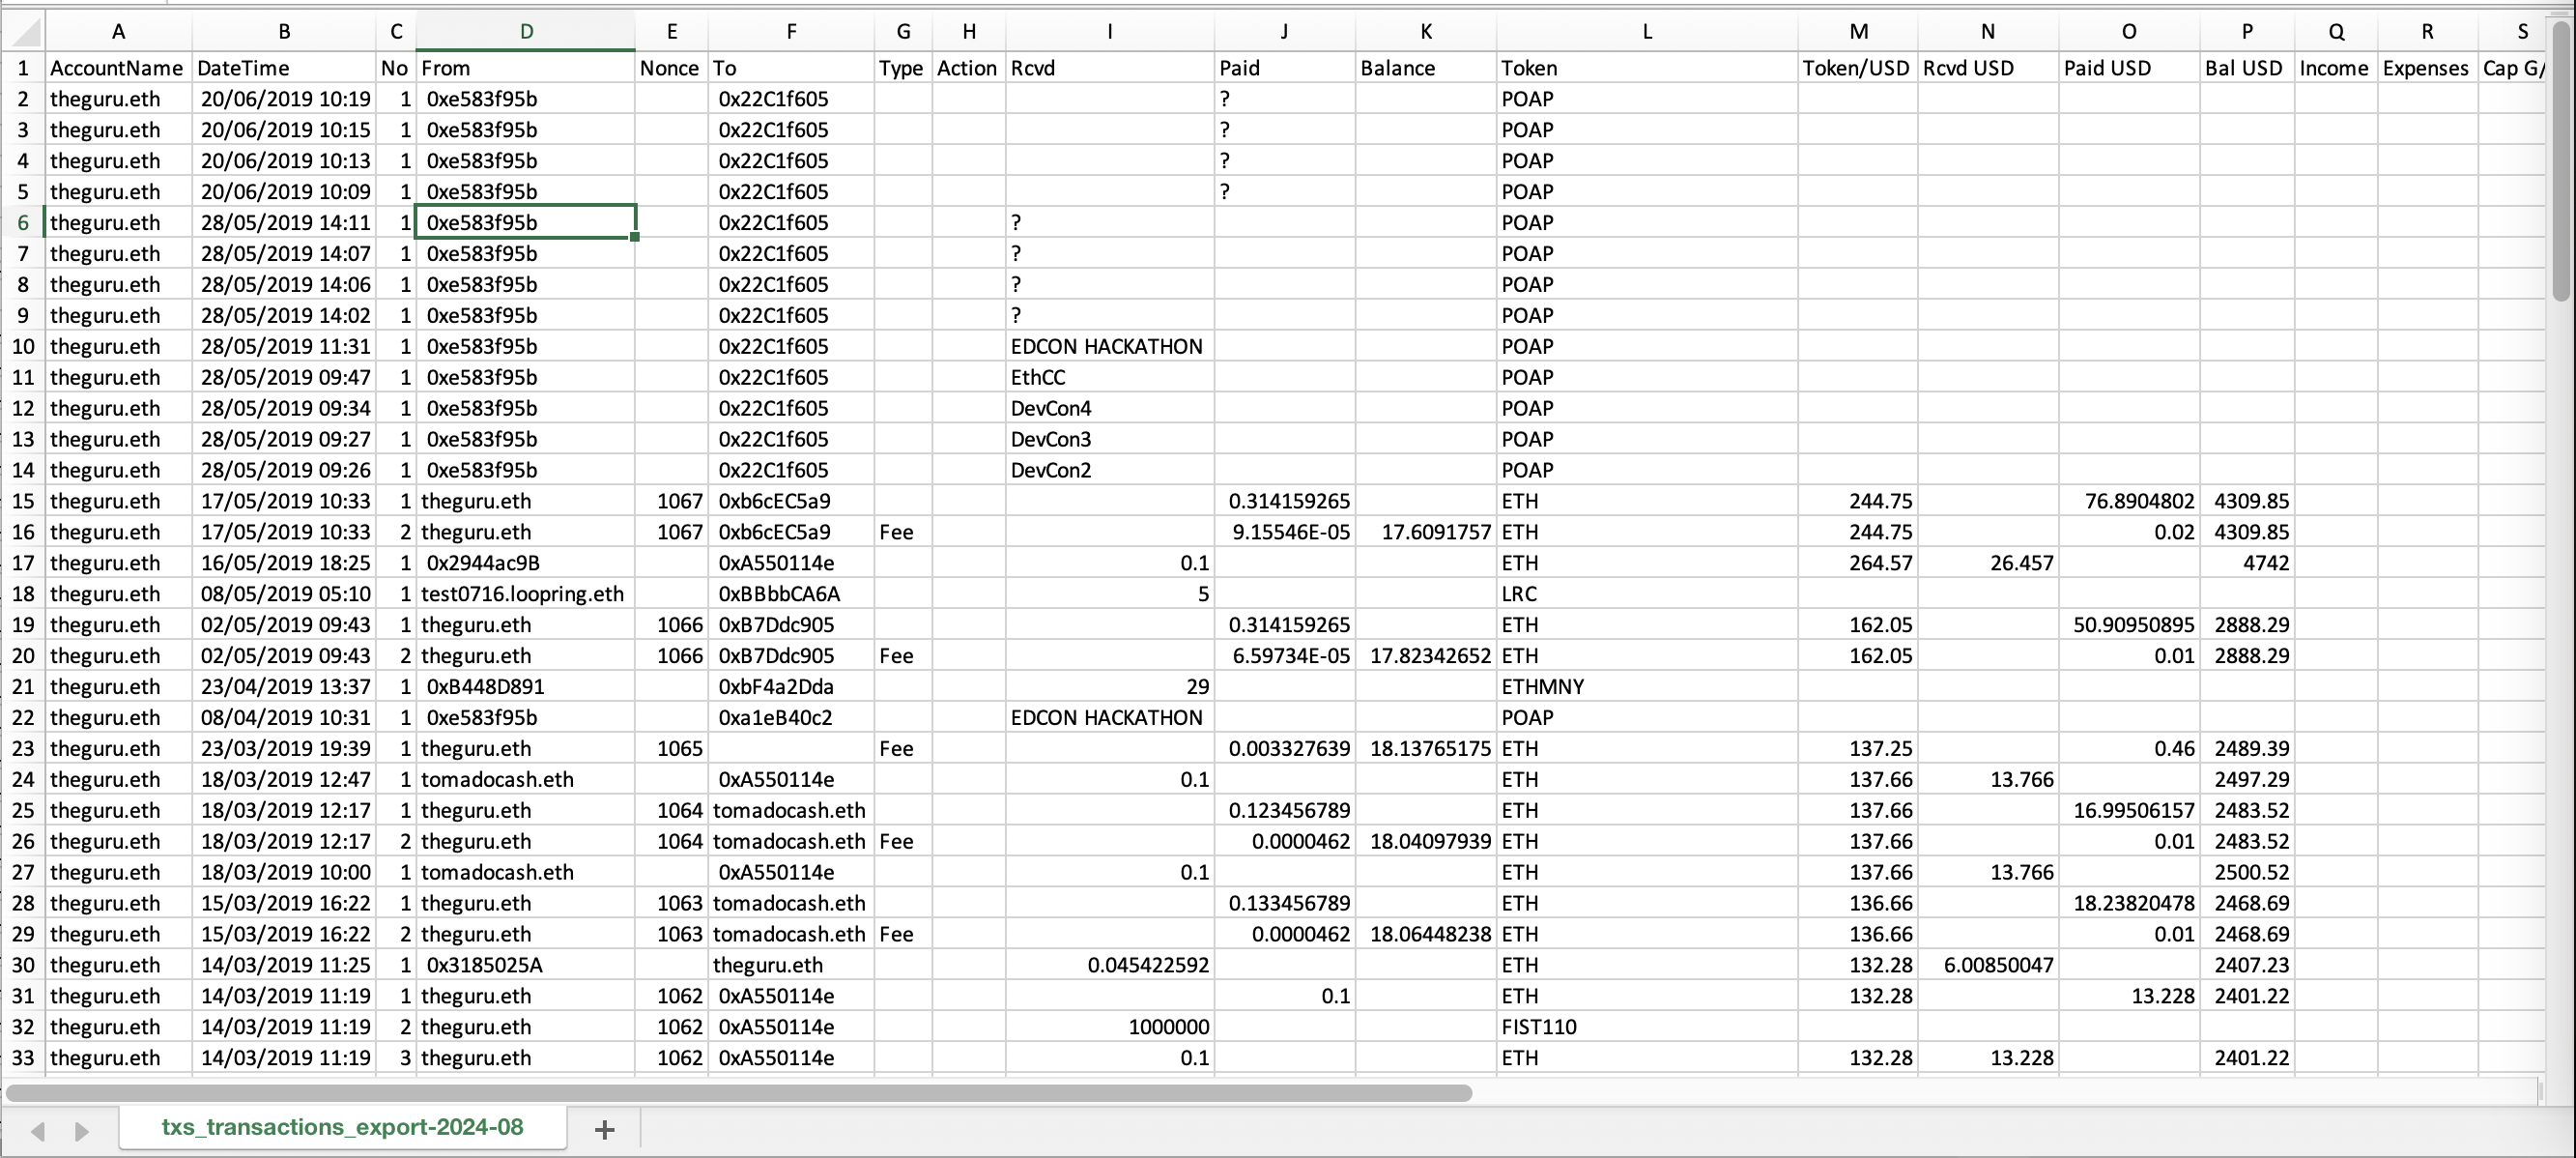 A B C D E F G H I J K L M N O P Q R S
1 AccountName DateTime No From Nonce To Type Action Rcvd Paid Balance Token Token/USD Rcvd USD Paid USD Bal USD Income Expenses Cap G/
2 theguru.eth 20/06/2019 10:19 1 0xe583f95b 0x22C1f605 ? POAP
3 theguru.eth 20/06/2019 10:15 1 0xe583f95b 0x22C1f605 ? POAP
4 theguru.eth 20/06/2019 10:13 1 0xe583f95b 0x22C1f605 ? POAP
5 theguru.eth 20/06/2019 10:09 1 0xe583f95b 0x22C1f605 ? POAP
6 theguru.eth 28/05/2019 14:11 1 0xe583f95b 0x22C1f605 ? POAP
7 theguru.eth 28/05/2019 14:07 1 0xe583f95b 0x22C1f605 ? POAP
8 theguru.eth 28/05/2019 14:06 1 0xe583f95b 0x22C1f605 ? POAP
9 theguru.eth 28/05/2019 14:02 1 0xe583f95b 0x22C1f605 ? POAP
10 theguru.eth 28/05/2019 11:31 1 0xe583f95b 0x22C1f605 EDCON HACKATHON POAP
11 theguru.eth 28/05/2019 09:47 1 0xe583f95b 0x22C1f605 EthCC POAP
12 theguru.eth 28/05/2019 09:34 1 0xe583f95b 0x22C1f605 DevCon4 POAP
13 theguru.eth 28/05/2019 09:27 1 0xe583f95b 0x22C1f605 DevCon3 POAP
14 theguru.eth 28/05/2019 09:26 1 0xe583f95b 0x22C1f605 DevCon2 POAP
15 theguru.eth 17/05/2019 10:33 1 theguru.eth 1067 0xb6cEC5a9 0.314159265 ETH 244.75 76.8904802 4309.85
16 theguru.eth 17/05/2019 10:33 2 theguru.eth 1067 0xb6cEC5a9 Fee 9.15546E-05 17.6091757 ETH 244.75 0.02 4309.85
17 theguru.eth 16/05/2019 18:25 1 0x2944ac9B 0xA550114e 0.1 ETH 264.57 26.457 4742
18 theguru.eth 08/05/2019 05:10 1 test0716.loopring.eth 0xBBbbCA6A 5 LRC
19 theguru.eth 02/05/2019 09:43 1 theguru.eth 1066 0xB7Ddc905 0.314159265 ETH 162.05 50.90950895 2888.29
20 theguru.eth 02/05/2019 09:43 2 theguru.eth 1066 0xB7Ddc905 Fee 6.59734E-05 17.82342652 ETH 162.05 0.01 2888.29
21 theguru.eth 23/04/2019 13:37 1 0xB448D891 0xbF4a2Dda 29 ETHMNY
22 theguru.eth 08/04/2019 10:31 1 0xe583f95b 0xa1eB40c2 EDCON HACKATHON POAP
23 theguru.eth 23/03/2019 19:39 1 theguru.eth 1065 Fee 0.003327639 18.13765175 ETH 137.25 0.46 2489.39
24 theguru.eth 18/03/2019 12:47 1 tomadocash.eth 0xA550114e 0.1 ETH 137.66 13.766 2497.29
25 theguru.eth 18/03/2019 12:17 1 theguru.eth 1064 tomadocash.eth 0.123456789 ETH 137.66 16.99506157 2483.52
26 theguru.eth 18/03/2019 12:17 2 theguru.eth 1064 tomadocash.eth Fee 0.0000462 18.04097939 ETH 137.66 0.01 2483.52
27 theguru.eth 18/03/2019 10:00 1 tomadocash.eth 0xA550114e 0.1 ETH 137.66 13.766 2500.52
28 theguru.eth 15/03/2019 16:22 1 theguru.eth 1063 tomadocash.eth 0.133456789 ETH 136.66 18.23820478 2468.69
29 theguru.eth 15/03/2019 16:22 2 theguru.eth 1063 tomadocash.eth Fee 0.0000462 18.06448238 ETH 136.66 0.01 2468.69
30 theguru.eth 14/03/2019 11:25 1 0x3185025A theguru.eth 0.045422592 ETH 132.28 6.00850047 2407.23
31 theguru.eth 14/03/2019 11:19 1 theguru.eth 1062 0xA550114e 0.1 ETH 132.28 13.228 2401.22
32 theguru.eth 14/03/2019 11:19 2 theguru.eth 1062 0xA550114e 1000000 FIST110
33 theguru.eth 14/03/2019 11:19 3 theguru.eth 1062 0xA550114e 0.1 ETH 132.28 13.228 2401.22
txs_transactions_export-2024-08 +